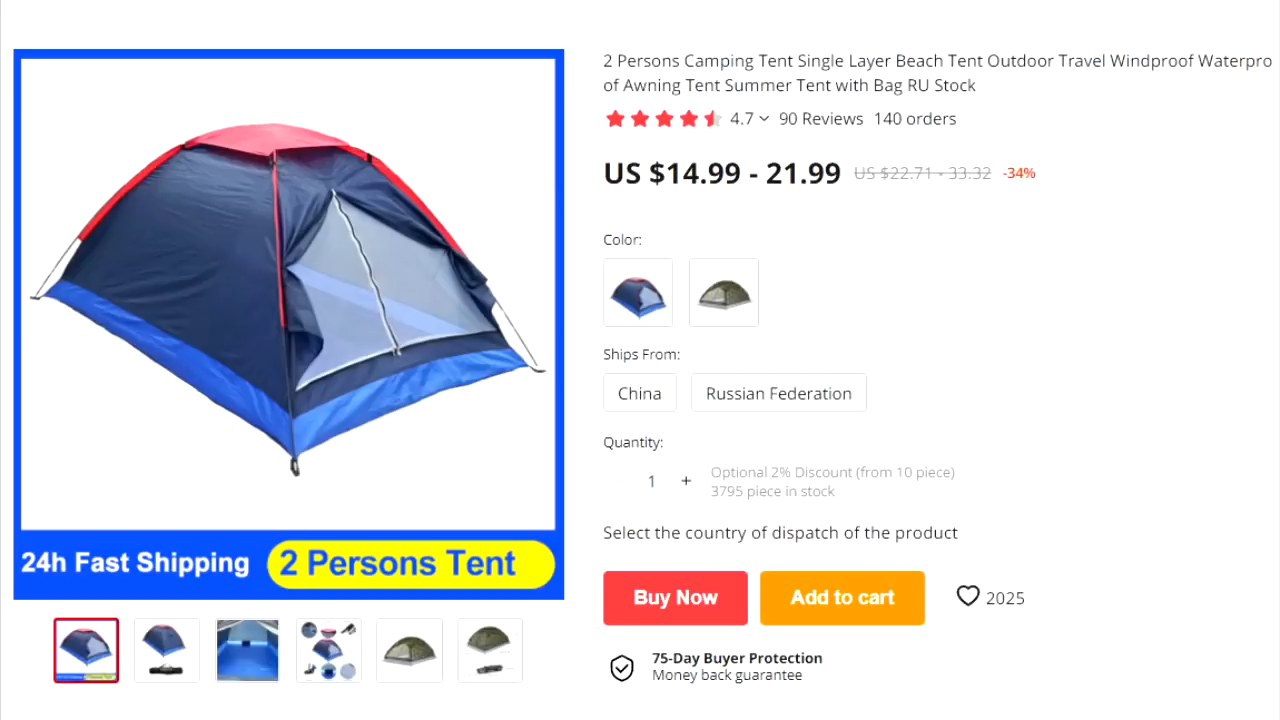 2 Persons Camping Tent Single Layer Beach Tent Outdoor Travel Windproof Waterpro
of Awning Tent Summer Tent with Bag RU Stock
4.7 90 Reviews 140 orders
US $14.99 - 21.99 US $22.71 - 33.32 -34%
Color:
Ships From:
China Russian Federation
Quantity:
1 + Optional 2% Discount (from 10 piece)
3795 piece in stock
Select the country of dispatch of the product
24h Fast Shipping 2 Persons Tent
Buy Now Add to cart 2025
75-Day Buyer Protection
Money back guarantee